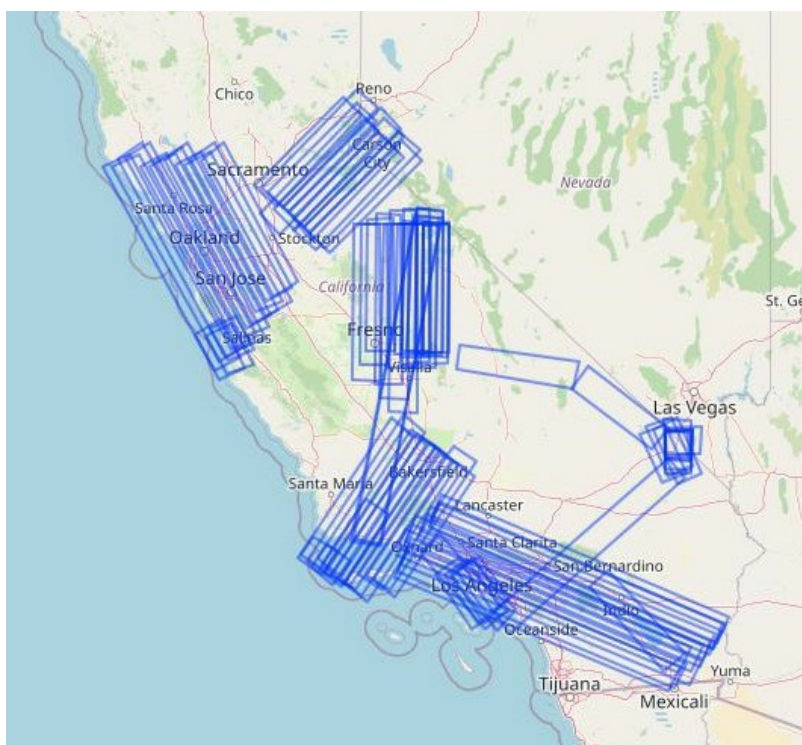 Reno
Chico
Carson
City
Sacramento
Nevada
Santa Rosa
Oakland
Stockton
San Jose
California
St. Ge
Fresno
Salinas
Visalia
Las Vegas
Bakersfield
Santa Maria
Lancaster
Oxnard
Santa Clarita
San Bernardino
Los Angeles
Indio
Oceanside
Yuma
Tijuana
Mexicali